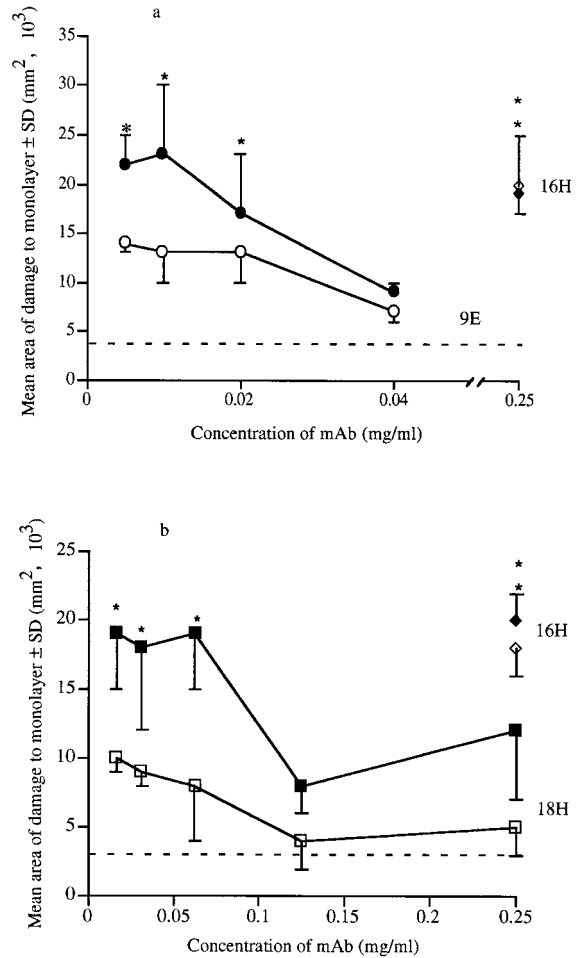 a
Mean area of damage to monolayer ± SD (mm², 10³)
35
30
25
20
15
10
5
0
* * * * *
16H
9E
0 0.02 0.04 0.25
Concentration of mAb (mg/ml)
b
Mean area of damage to monolayer ± SD (mm², 10³)
25
20
15
10
5
0
* * * * *
16H
18H
0 0.05 0.1 0.15 0.2 0.25
Concentration of mAb (mg/ml)